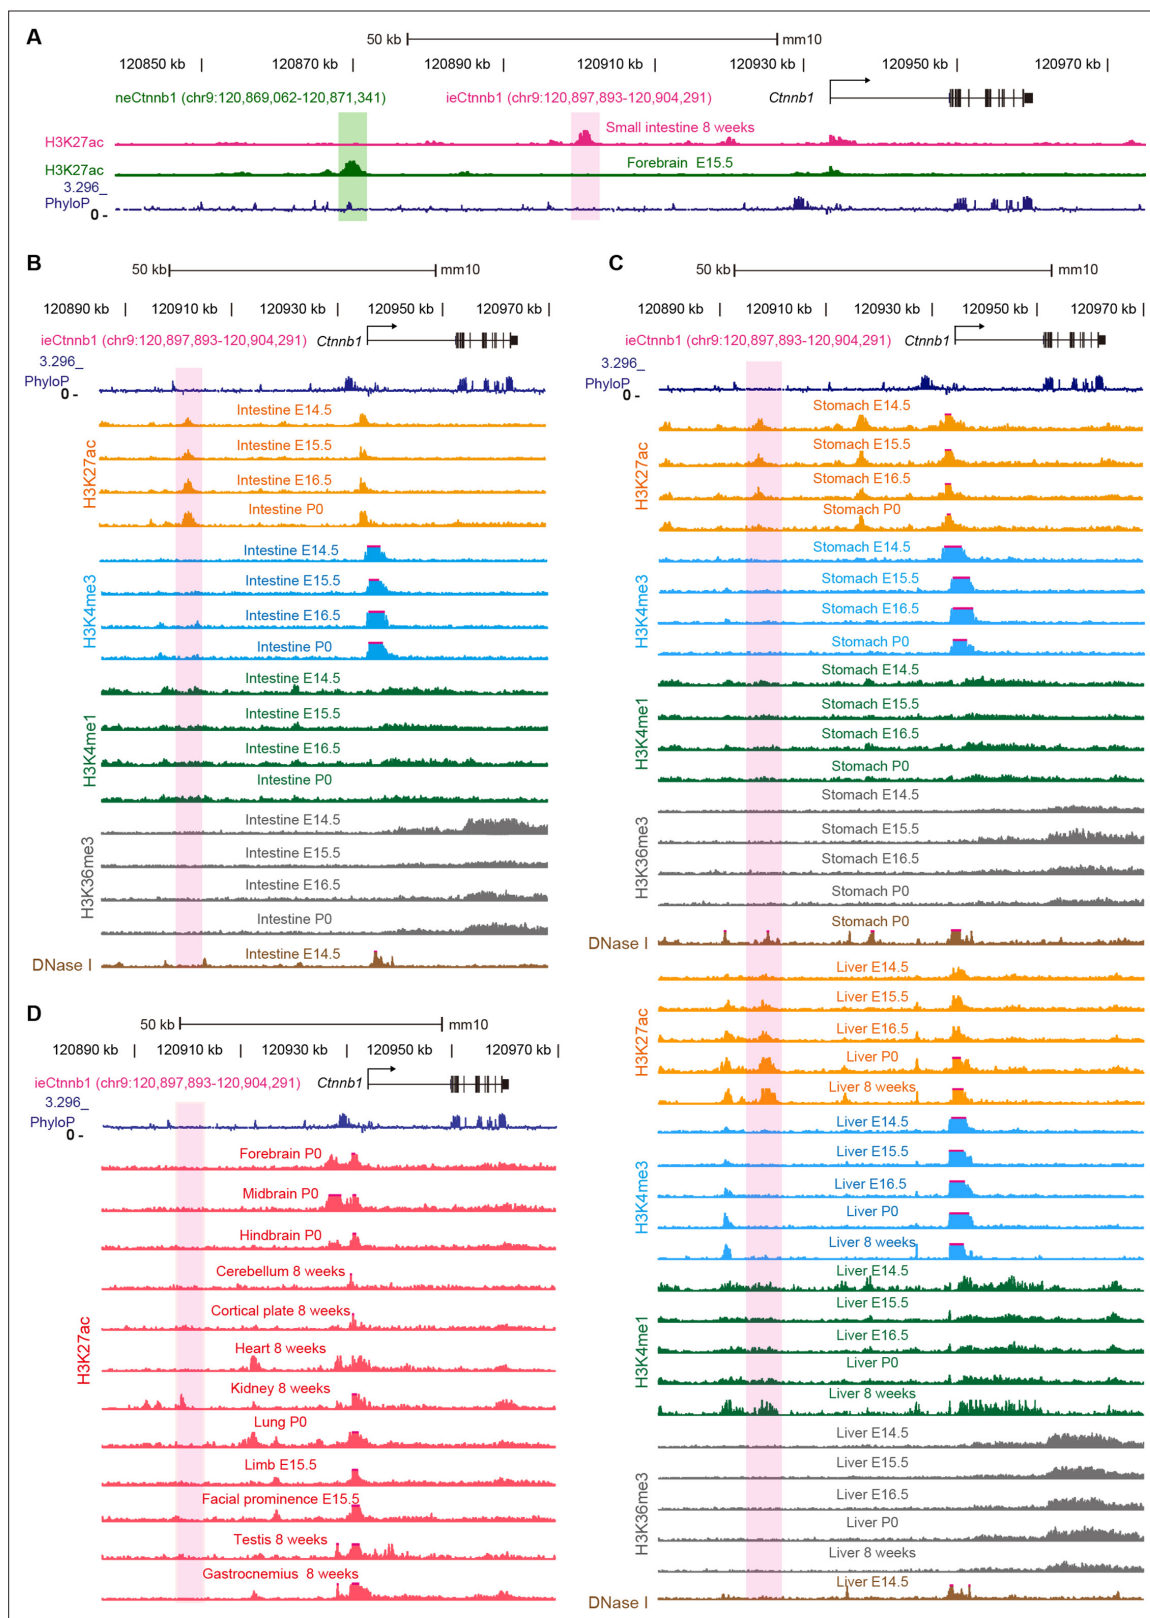 A
50 kb
mm10
120850 kb
120870 kb
120890 kb
120910 kb
120930 kb
120950 kb
120970 kb
neCtnnb1 (chr9:120,869,062-120,871,341)
ieCtnnb1 (chr9:120,897,893-120,904,291)
Ctnnb1
H3K27ac
Small intestine 8 weeks
H3K27ac
Forebrain E15.5
3.296_
PhyloP
0 -
B
50 kb
mm10
120890 kb
120910 kb
120930 kb
120950 kb
120970 kb
ieCtnnb1 (chr9:120,897,893-120,904,291)
Ctnnb1
3.296_
PhyloP
0 -
H3K27ac
Intestine E14.5
Intestine E15.5
Intestine E16.5
Intestine P0
H3K4me3
Intestine E14.5
Intestine E15.5
Intestine E16.5
Intestine P0
H3K4me1
Intestine E14.5
Intestine E15.5
Intestine E16.5
Intestine P0
H3K36me3
Intestine E14.5
Intestine E15.5
Intestine E16.5
Intestine P0
DNase I
Intestine E14.5
C
50 kb
mm10
120890 kb
120910 kb
120930 kb
120950 kb
120970 kb
ieCtnnb1 (chr9:120,897,893-120,904,291)
Ctnnb1
3.296_
PhyloP
0 -
H3K27ac
Stomach E14.5
Stomach E15.5
Stomach E16.5
Stomach P0
H3K4me3
Stomach E14.5
Stomach E15.5
Stomach E16.5
Stomach P0
H3K4me1
Stomach E14.5
Stomach E15.5
Stomach E16.5
Stomach P0
H3K36me3
Stomach E14.5
Stomach E15.5
Stomach E16.5
Stomach P0
DNase I
Stomach P0
H3K27ac
Liver E14.5
Liver E15.5
Liver E16.5
Liver P0
Liver 8 weeks
H3K4me3
Liver E14.5
Liver E15.5
Liver E16.5
Liver P0
Liver 8 weeks
H3K4me1
Liver E14.5
Liver E15.5
Liver E16.5
Liver P0
Liver 8 weeks
H3K36me3
Liver E14.5
Liver E15.5
Liver E16.5
Liver P0
Liver 8 weeks
DNase I
Liver E14.5
D
50 kb
mm10
120890 kb
120910 kb
120930 kb
120950 kb
120970 kb
ieCtnnb1 (chr9:120,897,893-120,904,291)
Ctnnb1
3.296_
PhyloP
0 -
H3K27ac
Forebrain P0
Midbrain P0
Hindbrain P0
Cerebellum 8 weeks
Cortical plate 8 weeks
Heart 8 weeks
Kidney 8 weeks
Lung P0
Limb E15.5
Facial prominence E15.5
Testis 8 weeks
Gastrocnemius 8 weeks